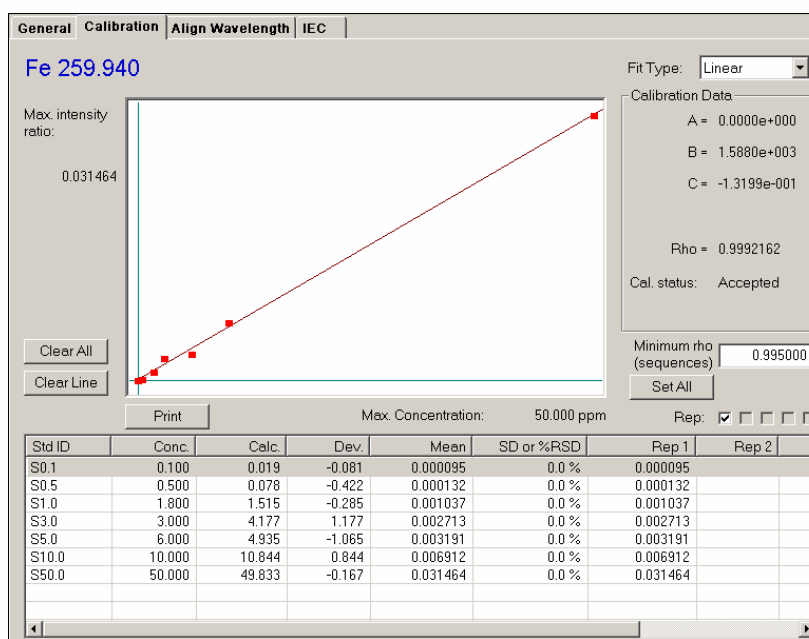 General Calibration Align Wavelength IEC
Fe 259.940
Fit Type: Linear
Max. intensity
ratio:
0.031464
Calibration Data
A = 0.0000e+000
B = 1.5880e+003
C = -1.3199e-001
Rho = 0.9992162
Cal. status: Accepted
Clear All
Clear Line
Minimum rho
(sequences) 0.995000
Set All
Print
Max. Concentration: 50.000 ppm
Rep:
Std ID Conc. Calc. Dev. Mean SD or %RSD Rep 1 Rep 2
S0.1 0.100 0.019 -0.081 0.000095 0.0 % 0.000095
S0.5 0.500 0.078 -0.422 0.000132 0.0 % 0.000132
S1.0 1.800 1.515 -0.285 0.001037 0.0 % 0.001037
S3.0 3.000 4.177 1.177 0.002713 0.0 % 0.002713
S5.0 6.000 4.935 -1.065 0.003191 0.0 % 0.003191
S10.0 10.000 10.844 0.844 0.006912 0.0 % 0.006912
S50.0 50.000 49.833 -0.167 0.031464 0.0 % 0.031464